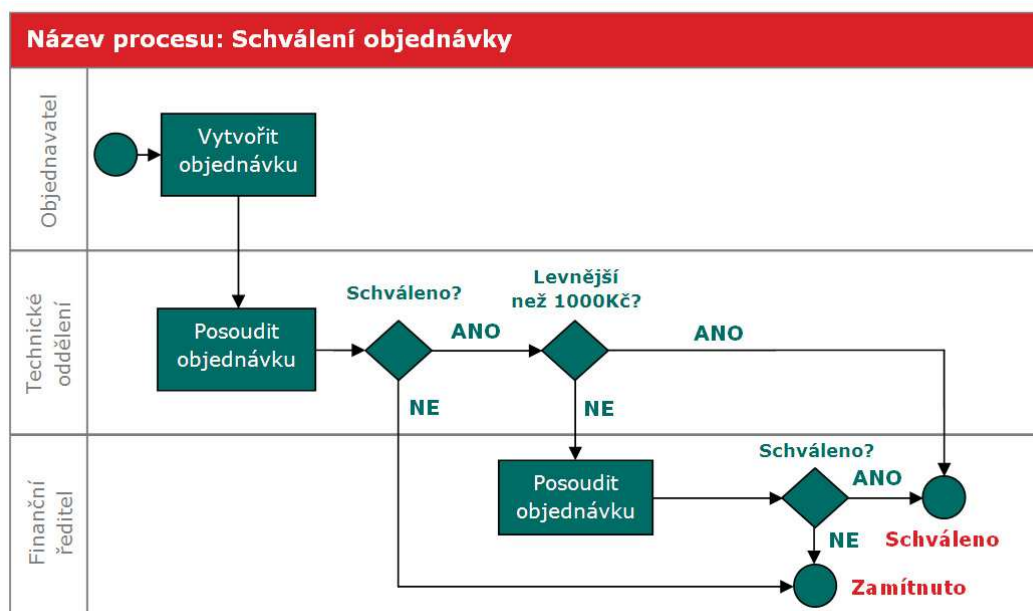 Název procesu: Schválení objednávky
Objednavatel
Vytvořit
objednávku
Technické
oddělení
Posoudit
objednávku
Schváleno?
ANO
NE
Levnější
než 1000Kč?
ANO
NE
Finanční
ředitel
Posoudit
objednávku
Schváleno?
ANO
NE
Schváleno
Zamítnuto